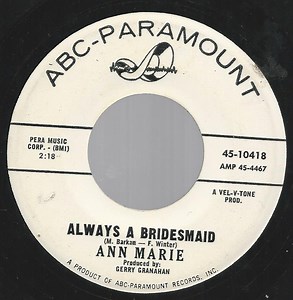 ABC-PARAMOUNT
PERA MUSIC
CORP. - (BMI)
2:18
45-10418
AMP 45-4467
A VEL-V-TONE
PROD.
ALWAYS A BRIDESMAID
(M. Barkan — F. Winter)
ANN MARIE
Produced by:
GERRY GRANAHAN
A PRODUCT OF ABC-PARAMOUNT RECORDS, INC.